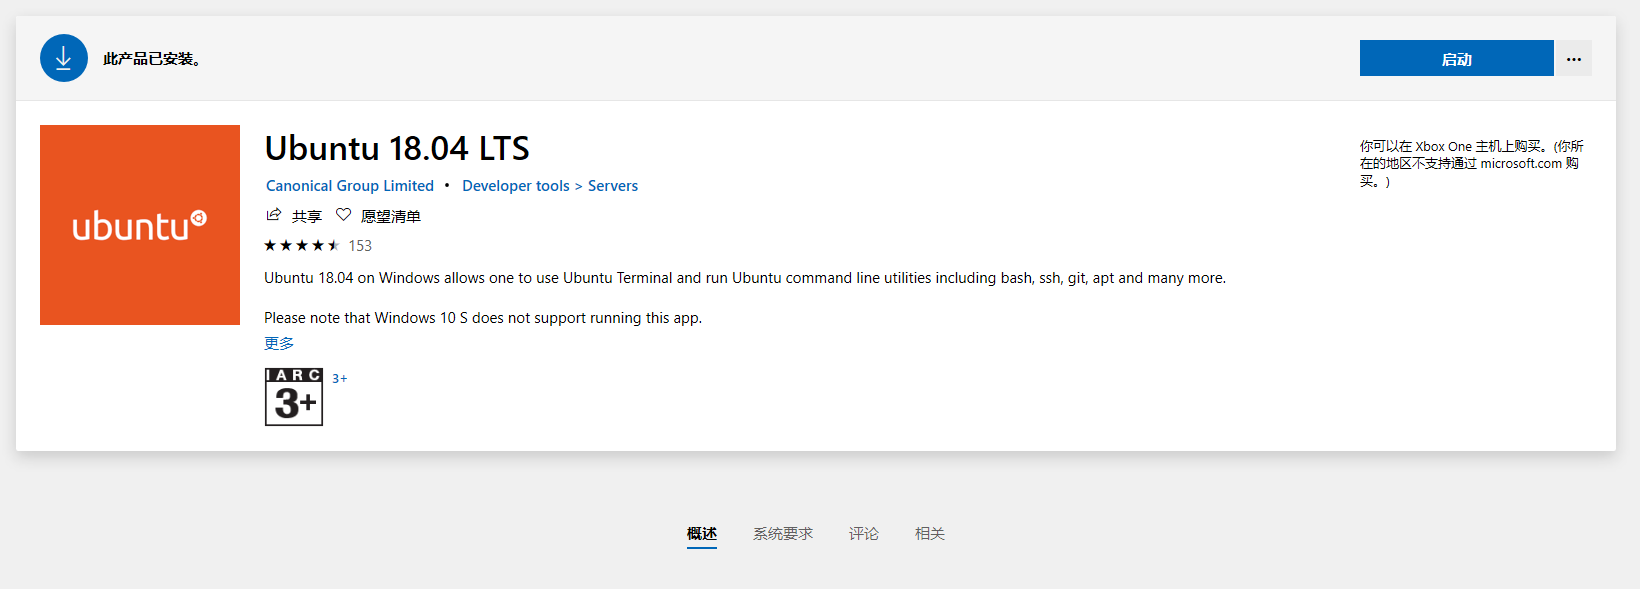 此产品已安装。
启动
Ubuntu 18.04 LTS
Canonical Group Limited • Developer tools > Servers
共享 愿望清单
153
Ubuntu 18.04 on Windows allows one to use Ubuntu Terminal and run Ubuntu command line utilities including bash, ssh, git, apt and many more.
Please note that Windows 10 S does not support running this app.
更多
IARC
3+
3+
ubuntu
你可以在 Xbox One 主机上购买。(你所
在的地区不支持通过 microsoft.com 购
买。)
概述 系统要求 评论 相关